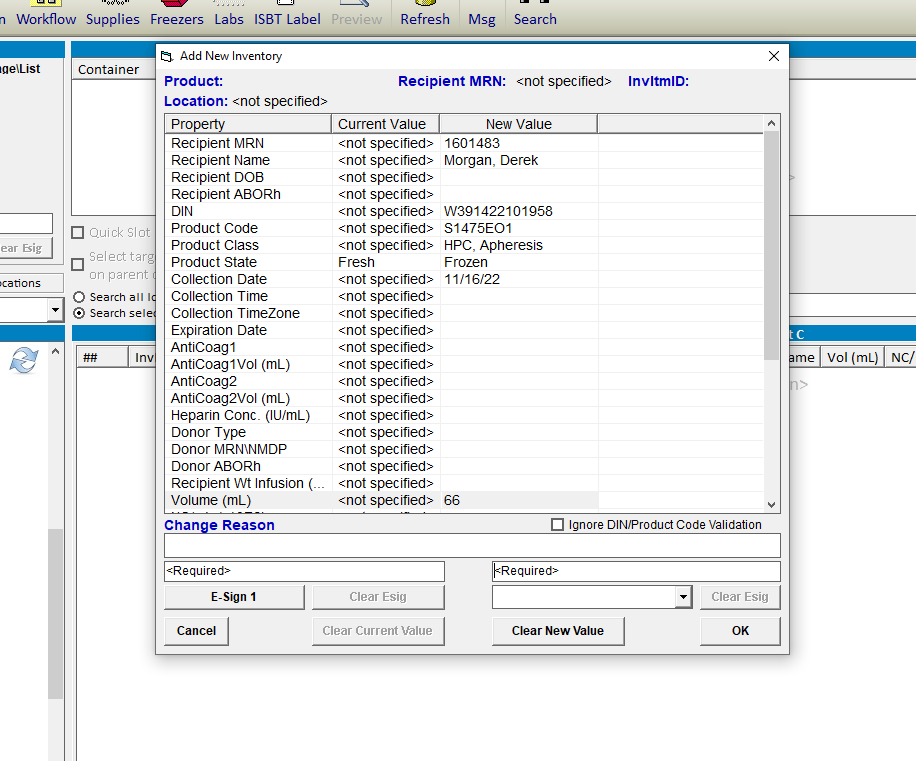 n Workflow Supplies Freezers Labs ISBT Label Preview Refresh Msg Search
nge\List
Container
Add New Inventory
Product: Recipient MRN: <not specified> InvItmID:
Location: <not specified>
Property Current Value New Value
Recipient MRN <not specified> 1601483
Recipient Name <not specified> Morgan, Derek
Recipient DOB <not specified>
Recipient ABORh <not specified>
DIN <not specified> W391422101958
Product Code <not specified> S1475EO1
Product Class <not specified> HPC, Apheresis
Product State Fresh Frozen
Collection Date <not specified> 11/16/22
Collection Time <not specified>
Collection TimeZone <not specified>
Expiration Date <not specified>
AntiCoag1 <not specified>
AntiCoag1Vol (mL) <not specified>
AntiCoag2 <not specified>
AntiCoag2Vol (mL) <not specified>
Heparin Conc. (IU/mL) <not specified>
Donor Type <not specified>
Donor MRN\NMDP <not specified>
Donor ABORh <not specified>
Recipient Wt Infusion (... <not specified>
Volume (mL) <not specified> 66
Change Reason
Ignore DIN/Product Code Validation
<Required> <Required>
E-Sign 1 Clear Esig Clear Esig
Cancel Clear Current Value Clear New Value OK
Quick Slot
ear Esig
Select targ
on parent c
ocations
Search all lo
Search selec
t C
## Invl ame Vol (mL) NC/
n>
>